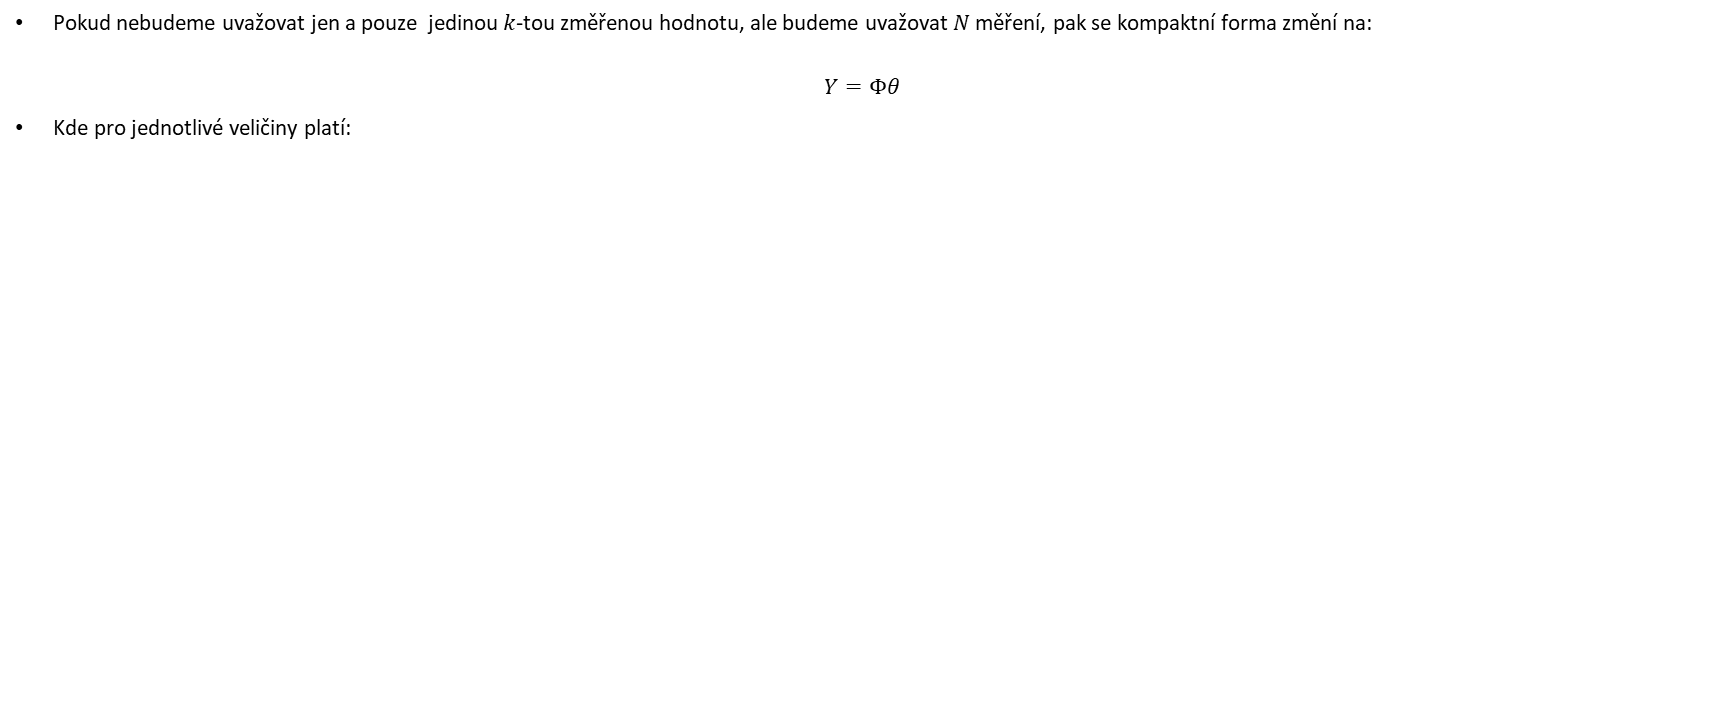 • Pokud nebudeme uvažovat jen a pouze  jedinou k-tou změřenou hodnotu, ale budeme uvažovat N měření, pak se kompaktní forma změní na:
Y = Φθ
• Kde pro jednotlivé veličiny platí: